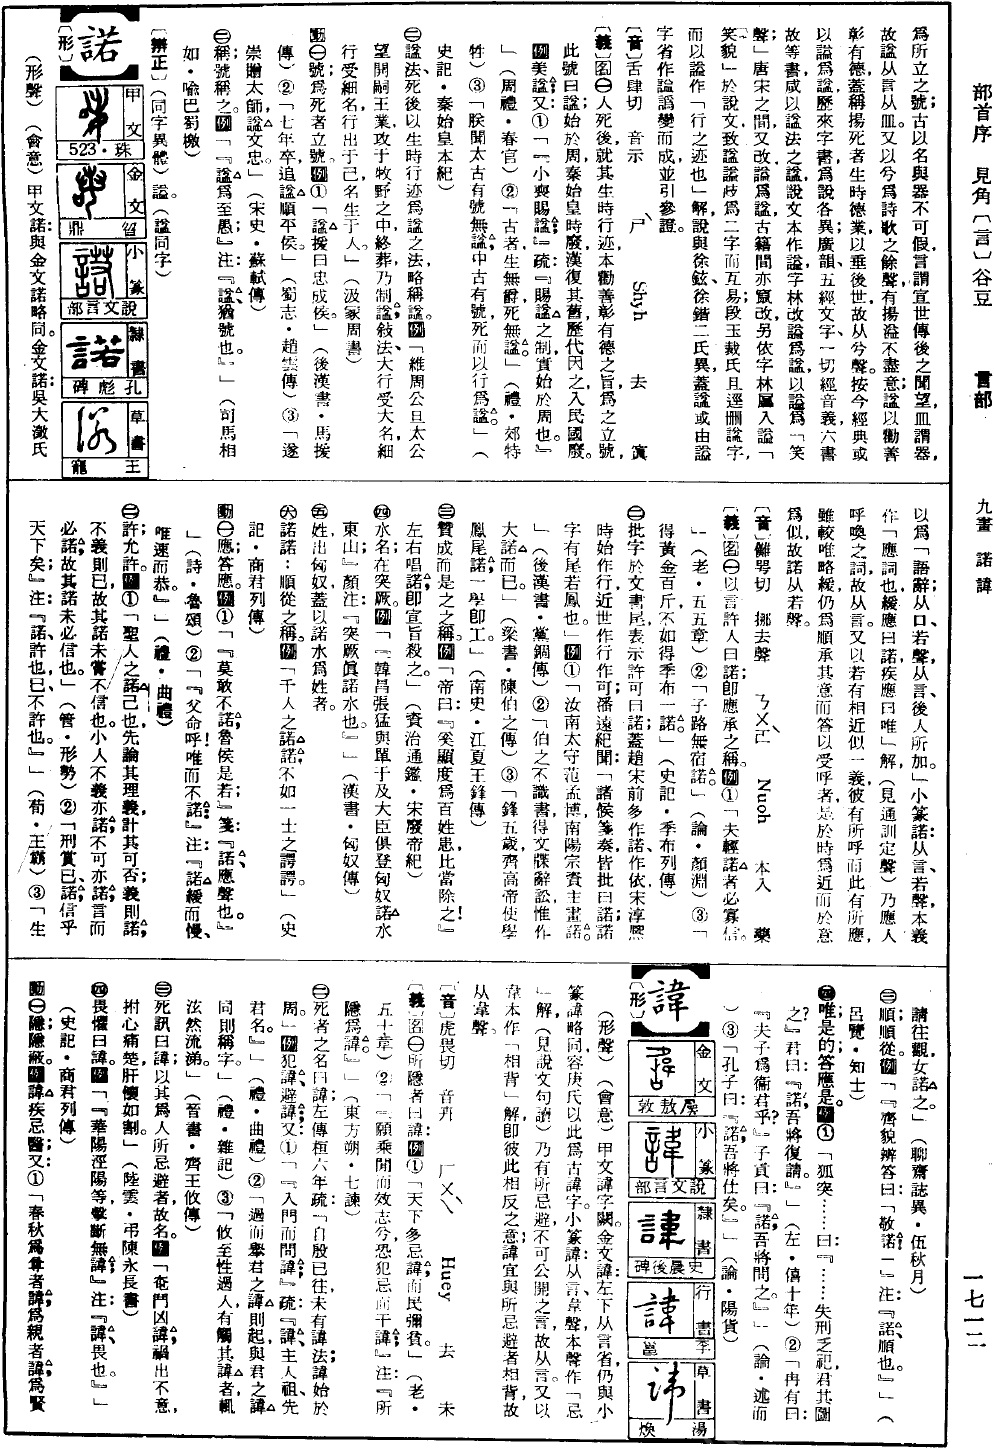 部首序 見角〔言〕谷豆 言部 九畫 諾諱 一七一二
爲所立之號；古以名與器不可假，言謂宣世傳後之聞望，皿謂器，
故謚从言从皿。又以兮爲詩歌之餘聲，有揚溢不盡意，謚以勸善
彰有德，蓋稱揚死者生時德業以垂後世，故从兮聲。按今經典或
以謚爲諡，歷來字書爲說各異；廣韻、五經文字、一切經音義、六書
故等書咸以諡法之諡，說文本作諡，字林改諡爲謚，以謚爲「笑
聲」；唐宋之間又改諡爲謚，古籍間亦竄改，另依字林屬入諡「
笑貌」於說文，致諡謚歧爲二字而互易；段玉裁氏且逕刪諡字，
而以謚作「行之迹也」解，說與徐鉉徐鍇二氏異；蓋謚或由諡
字省作諡譌變而成，並引參證。
〔音〕舌肆切 音示 ㄕˋ Shyh 去 寘
〔義〕名㊀人死後就其生時行迹本勸善彰有德之旨爲之立號，
此號曰諡；始於周，秦始皇時廢，漢復其舊，歷代因之，入民國廢。
例美諡。又：①「『小喪賜諡』疏：『賜諡之制實始於周也。』
」（周禮·春官）②「古者生無爵，死無諡。」（禮·郊特
牲）③「朕聞太古有號無諡，中古有號，死而以行爲諡。」（
史記·秦始皇本紀）
㊁諡法，死後以生時行迹爲諡之法略稱諡。例「維周公旦太公
望開嗣王業，攻于牧野之中，終葬，乃制諡敍法，大行受大名，細
行受細名，行出于己，名生于人。」（汲冢周書）
動㊀號，爲死者立號。例①「諡援曰忠成侯。」（後漢書·馬援
傳）②「七年卒，追諡順平侯。」（蜀志·趙雲傳）③「遂
崇贈太師，諡文忠。」（宋史·蘇軾傳）
㊁稱，號稱之。例「『諡爲至愚』注：『諡猶號也。』」（司馬相
如·喻巴蜀檄）
〔辨正〕（同字異體）諡（謚同字）
諾
〔形〕
甲文 珠·523
金文 曶鼎
小篆 說文言部
隸書 孔彪碑
草書 王寵
（形聲）（會意）甲文諾：與金文諾略同。金文諾：吳大澂氏
以爲「語辭，从口，若聲；从言、後人所加。」小篆諾：从言，若聲，本義
作「應詞也，緩應曰諾，疾應曰唯」解（見通訓定聲）乃應人
呼喚之詞，故从言。又以若有相近似一義，彼有所呼而此有所應，
雖較唯略緩，仍爲順承其意而答以受呼者，是於時爲近而於意
爲似，故諾从若聲。
〔音〕儺㖡切 挪去聲 ㄋㄨㄛˋ Nuoh 本入 藥
〔義〕名㊀以言許人曰諾；即應承之稱。例①「夫輕諾者必寡信。
」（老·五五章）②「子路無宿諾。」（論·顏淵）③「
得黃金百斤，不如得季布一諾。」（史記·季布列傳）
㊁批字於文書尾表示許可曰諾；蓋趙宋前多作諾、作依，宋淳熙
時始作行，近世作行作可；潘遠紀聞：「諸侯箋奏皆批曰諾，諾
字有尾若鳳也。」例①「汝南太守范孟博，南陽宗資主畫諾。
」（後漢書·黨錮傳）②「伯之不識書，得文牒辭訟，惟作
大諾而已。」（梁書·陳伯之傳）③「鋒五歲，齊高帝使學
鳳尾諾，一學卽工。」（南史·江夏王鋒傳）
㊂贊成而是之之稱。例「帝曰：『奚顯度爲百姓患，比當除之！』
左右唱諾，卽宣旨殺之。」（資治通鑑·宋廢帝紀）
㊃水名，在突厥。例「『韓昌張猛與單于及大臣俱登匈奴諾水
東山』顏注：『突厥眞諾水也。』」（漢書·匈奴傳）
㊄姓，出匈奴，蓋以諾水爲姓者。
㊅諾諾：順從之稱。例「千人之諾諾，不如一士之諤諤。」（史
記·商君列傳）
動㊀應，答應。例①「『莫敢不諾，魯侯是若』箋：『諾、應聲也。』
」（詩·魯頌）②「『父命呼，唯而不諾』注：『諾緩而慢，
唯速而恭。』」（禮·曲禮）
㊁許，允許。例①「聖人之諾己也，先論其理義，計其可否，義則諾，
不義則已，故其諾未嘗不信也；小人不義亦諾，不可亦諾，言而
必諾，故其諾未必信也。」（管·形勢）②「『刑賞已諾，信乎
天下矣』注：『諾，許也；已，不許也。』」（荀·王霸）③「生
請往觀，女諾之。」（聊齋誌異·伍秋月）
㊂順，順從。例「『齊貌辨答曰：「敬諾！」』注：『諾、順也。』」（
呂覽·知士）
㊃唯，是的，答應是。例①「狐突……曰：『……失刑乏祀，君其圖
之？』君曰：『諾，吾將復請。』」（左·僖十年）②「冉有曰：
『夫子爲衞君乎？』子貢曰：『諾，吾將問之。』」（論·述而
）③「孔子曰：『諾，吾將仕矣。』」（論·陽貨）
諱
〔形〕
金文 屖敖敦
小篆 說文言部
隸書 史晨後碑
行書 李邕
草書 湯煥
（形聲）（會意）甲文諱字闕。金文諱：左下从言省，仍與小
篆諱略同，容庚氏以此爲古諱字。小篆諱：从言，韋聲，本聲作「忌
」解（見說文句讀）乃有所忌避不可公開之言，故从言。又以
韋本作「相背」解，卽彼此相反之意；諱宜與所忌避者相背，故
从韋聲。
〔音〕虎畏切 音卉 ㄏㄨㄟˋ Huey 去 未
〔義〕名㊀所隱者曰諱。例①「天下多忌諱，而民彌貧。」（老·
五十章）②「『願乘閒而效志兮，恐犯忌而干諱』注：『所
隱爲諱。』」（東方朔·七諫）
㊁死者之名曰諱；左傳桓六年疏：「自殷已往，未有諱法，諱始於
周。」例犯諱、避諱。又：①「『入門而問諱』疏：『諱、主人祖先
君名。』」（禮·曲禮）②「過而舉君之諱則起，與君之諱
同則稱字。」（禮·雜記）③「攸至性過人，有觸其諱者，輒
泫然流涕。」（晉書·齊王攸傳）
㊂死訊曰諱；以其爲人所忌避者，故名。例「奄門凶諱，禍出不意，
拊心痛楚，肝懷如割。」（陸雲·弔陳永長書）
㊃畏懼曰諱。例「『華陽涇陽等擊斷無諱』注：『諱、畏也。』」
（史記·商君列傳）
動㊀隱，隱蔽。例諱疾忌醫。又：①「春秋爲尊者諱，爲親者諱，爲賢